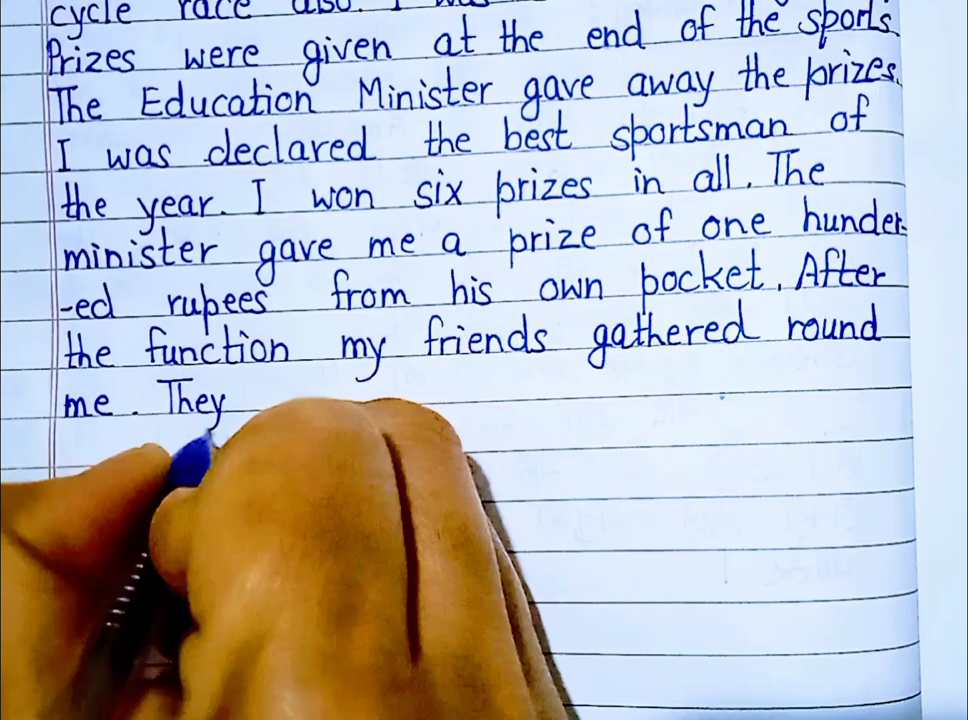 cycle race also. I was
Prizes were given at the end of the sports
The Education Minister gave away the prizes.
I was declared the best sportsman of
the year. I won six prizes in all. The
minister gave me a prize of one hunder-
-ed rupees from his own pocket. After
the function my friends gathered round
me. They